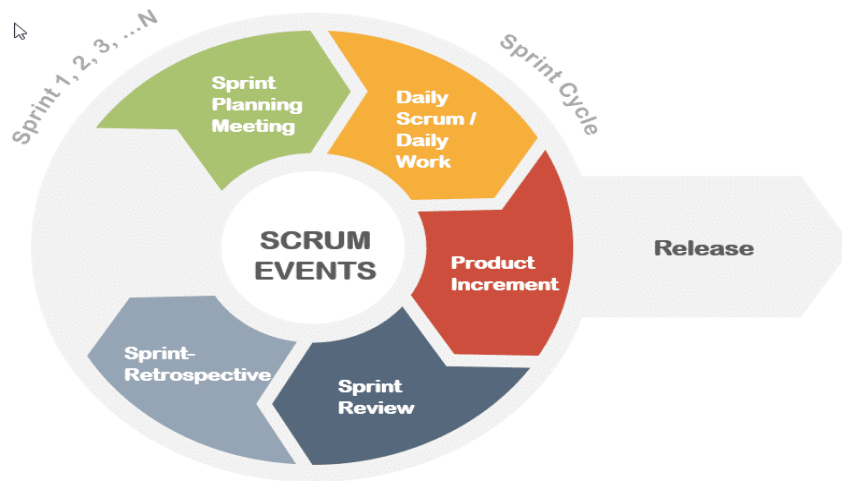 Sprint 1, 2, 3, ...N
Sprint Cycle
Sprint
Planning
Meeting
Daily
Scrum /
Daily
Work
Product
Increment
Sprint
Review
Sprint-
Retrospective
SCRUM
EVENTS
Release